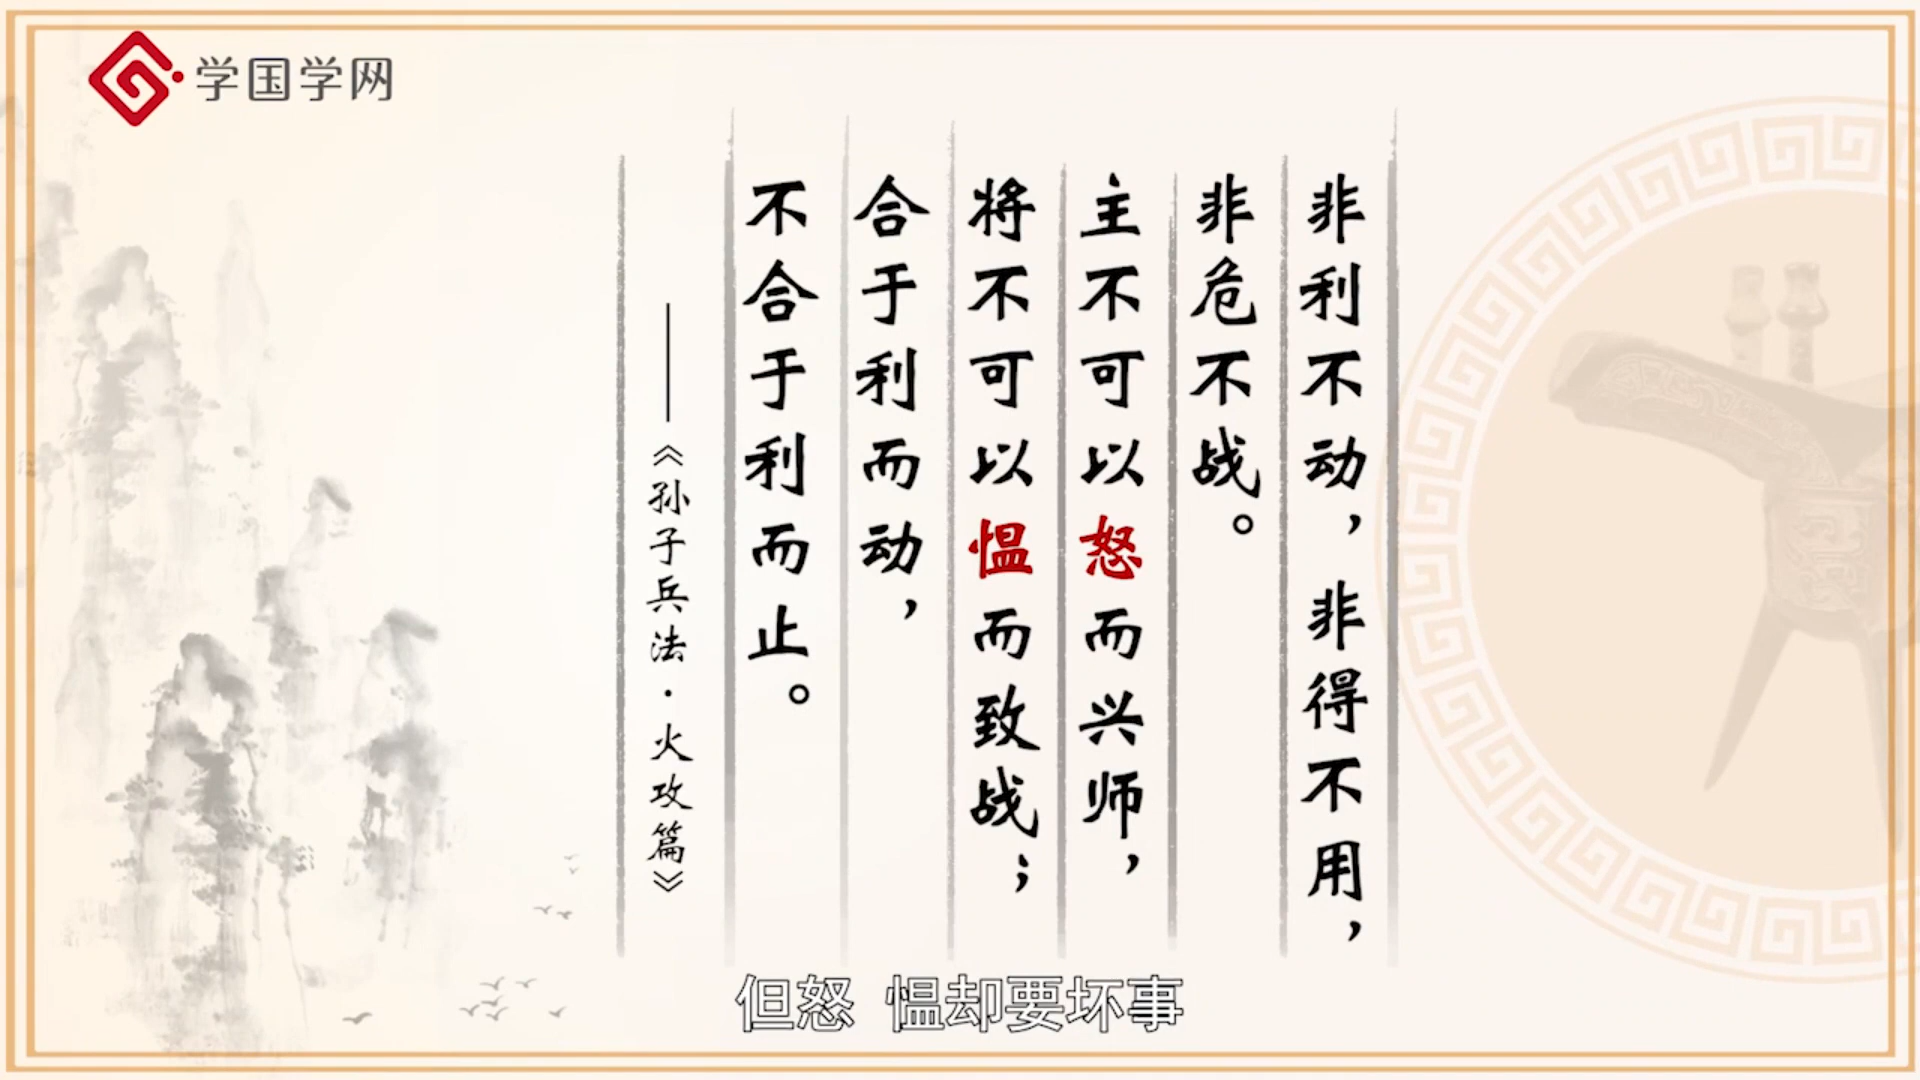 学国学网
非利不动，非得不用，
非危不战。
主不可以怒而兴师，
将不可以愠而致战；
合于利而动，
不合于利而止。
——《孙子兵法·火攻篇》
但怒 愠却要坏事